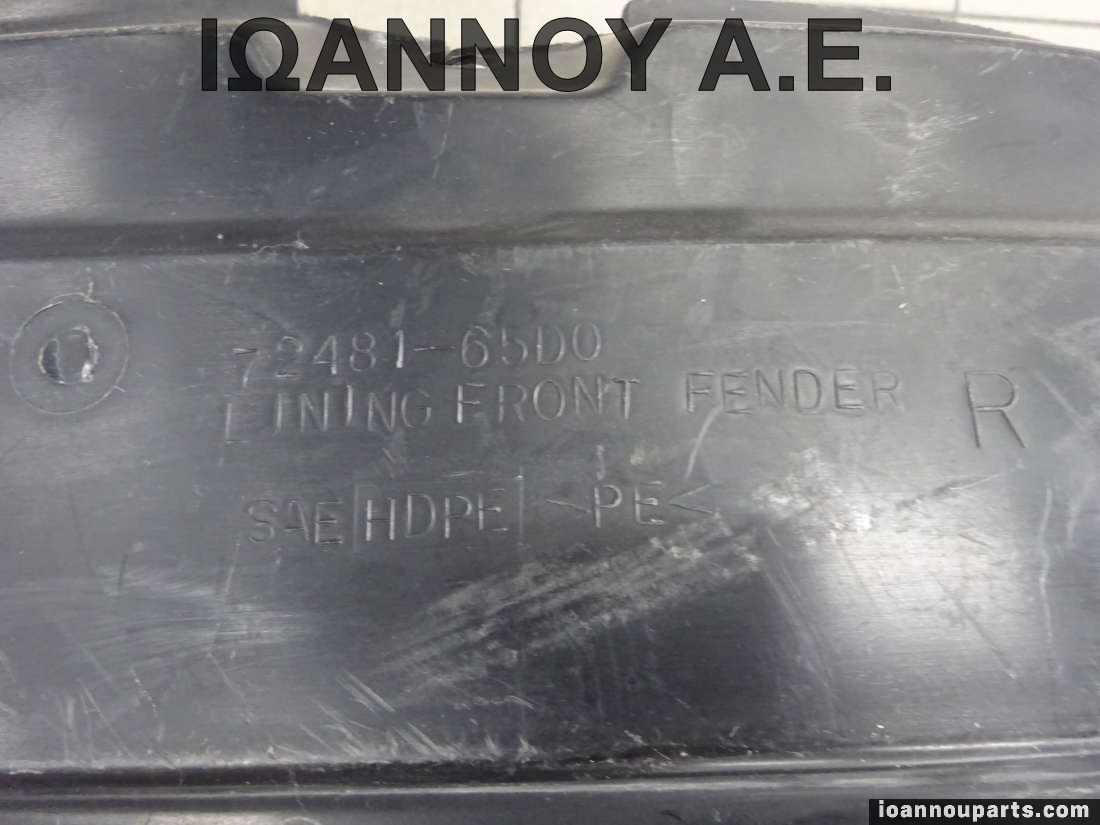 ΙΩΑΝΝΟΥ Α.Ε.
72481-65D0
LINING FRONT FENDER R
SAE HDPE >PE<
ioannouparts.com